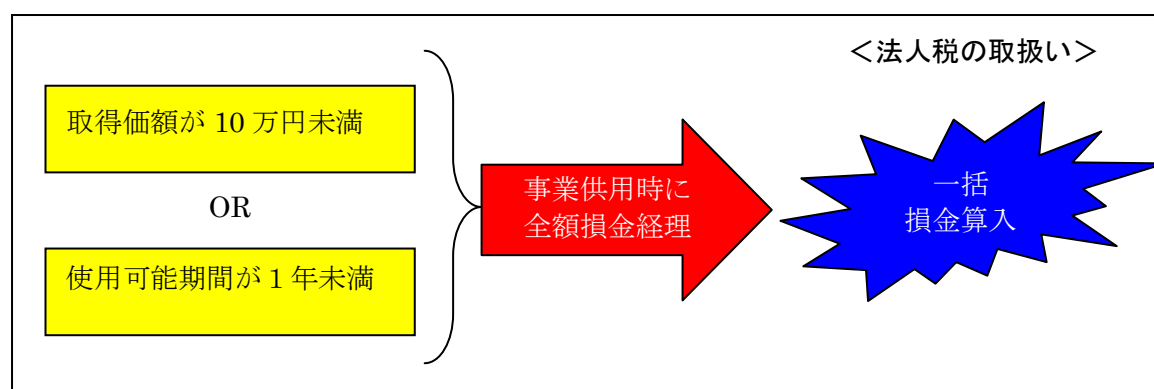 ＜法人税の取扱い＞
取得価額が 10 万円未満
OR
使用可能期間が 1 年未満
事業供用時に
全額損金経理
一括
損金算入